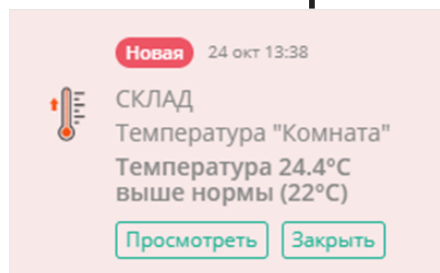 Новая 24 окт 13:38
СКЛАД
Температура "Комната"
Температура 24.4°C
выше нормы (22°C)
Просмотреть Закрыть